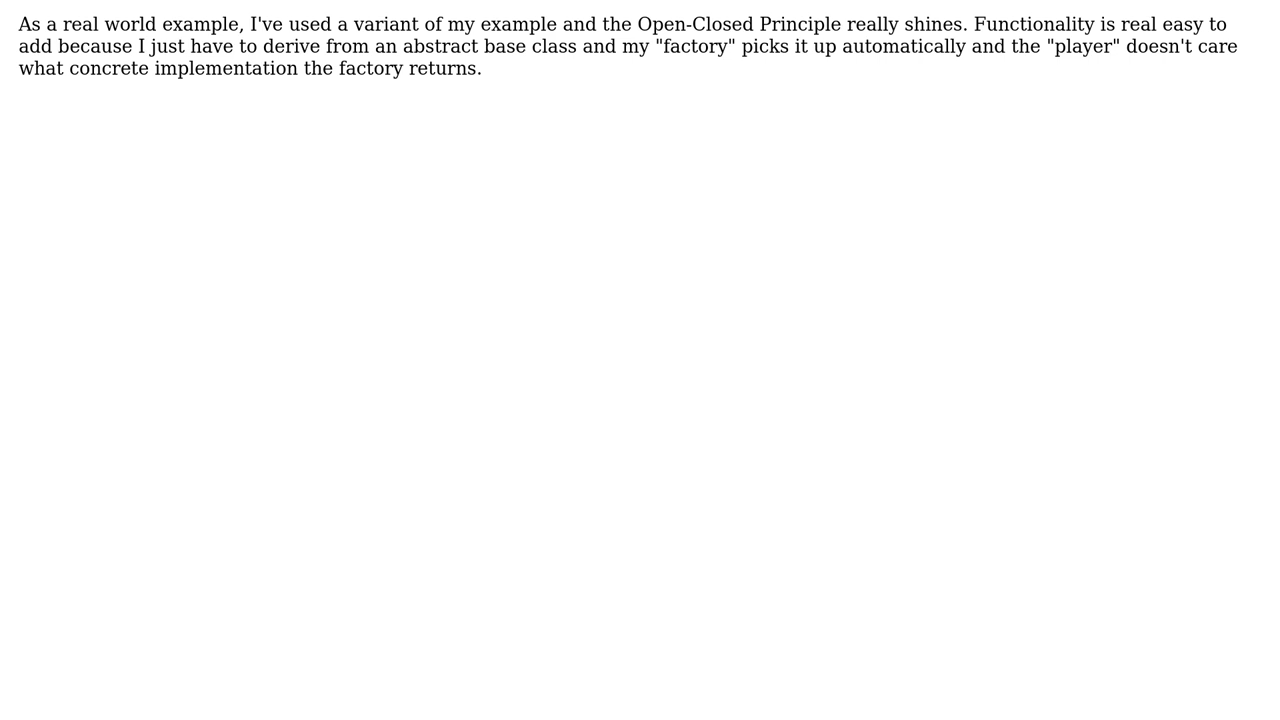 As a real world example, I've used a variant of my example and the Open-Closed Principle really shines. Functionality is real easy to
add because I just have to derive from an abstract base class and my "factory" picks it up automatically and the "player" doesn't care
what concrete implementation the factory returns.